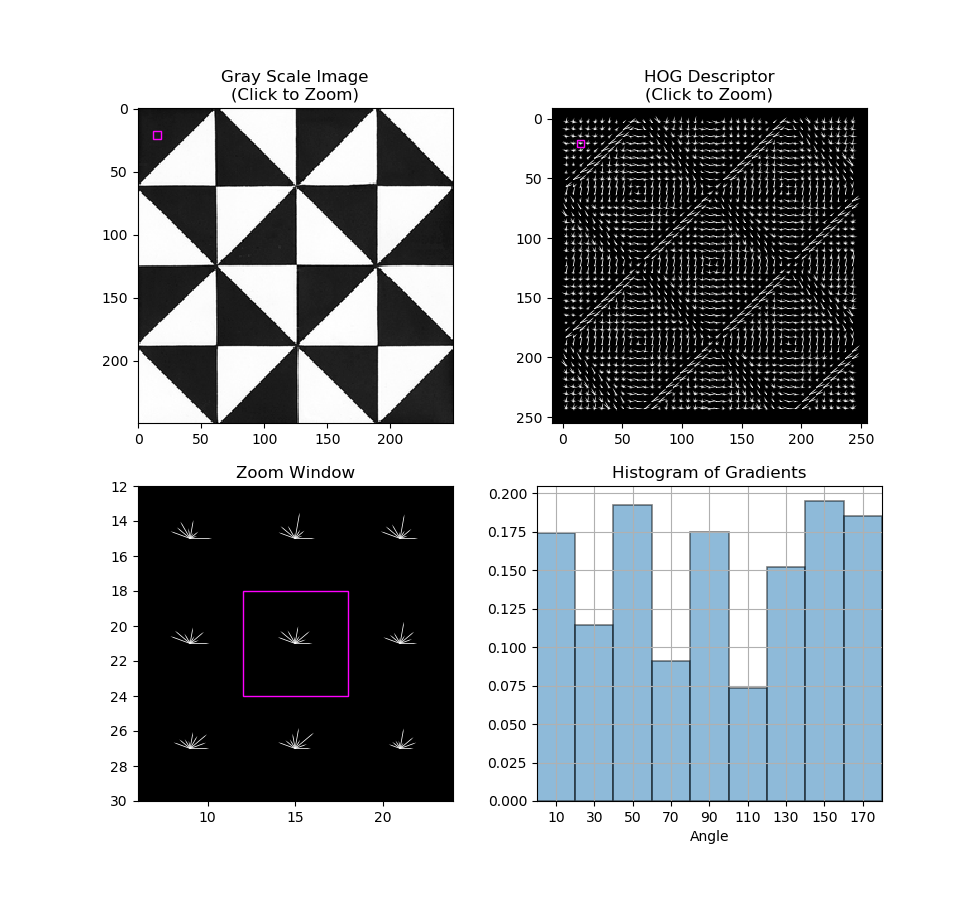 Gray Scale Image
(Click to Zoom)
0
50
100
150
200
0 50 100 150 200
HOG Descriptor
(Click to Zoom)
0
50
100
150
200
250
0 50 100 150 200 250
Zoom Window
12
14
16
18
20
22
24
26
28
30
10 15 20
Histogram of Gradients
0.200
0.175
0.150
0.125
0.100
0.075
0.050
0.025
0.000
10 30 50 70 90 110 130 150 170
Angle